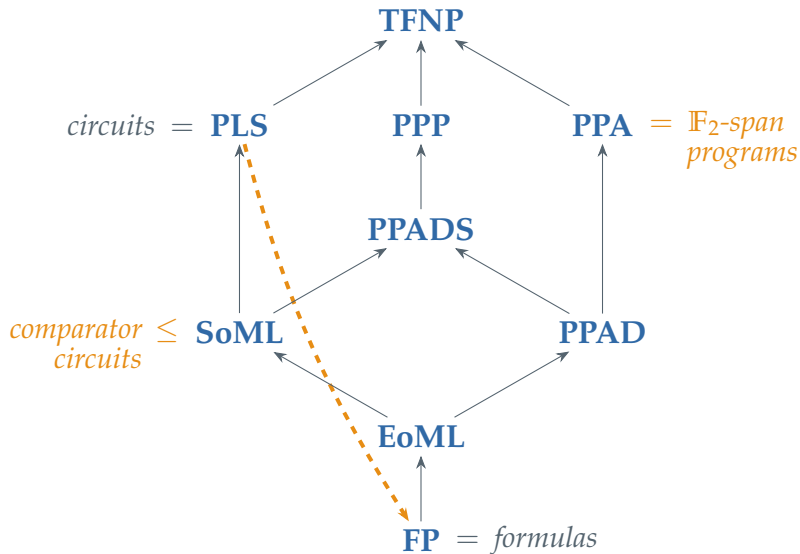 TFNP
circuits = PLS
PPP
PPA = 𝔽₂-span
programs
PPADS
comparator ≤ SoML
circuits
PPAD
EoML
FP = formulas